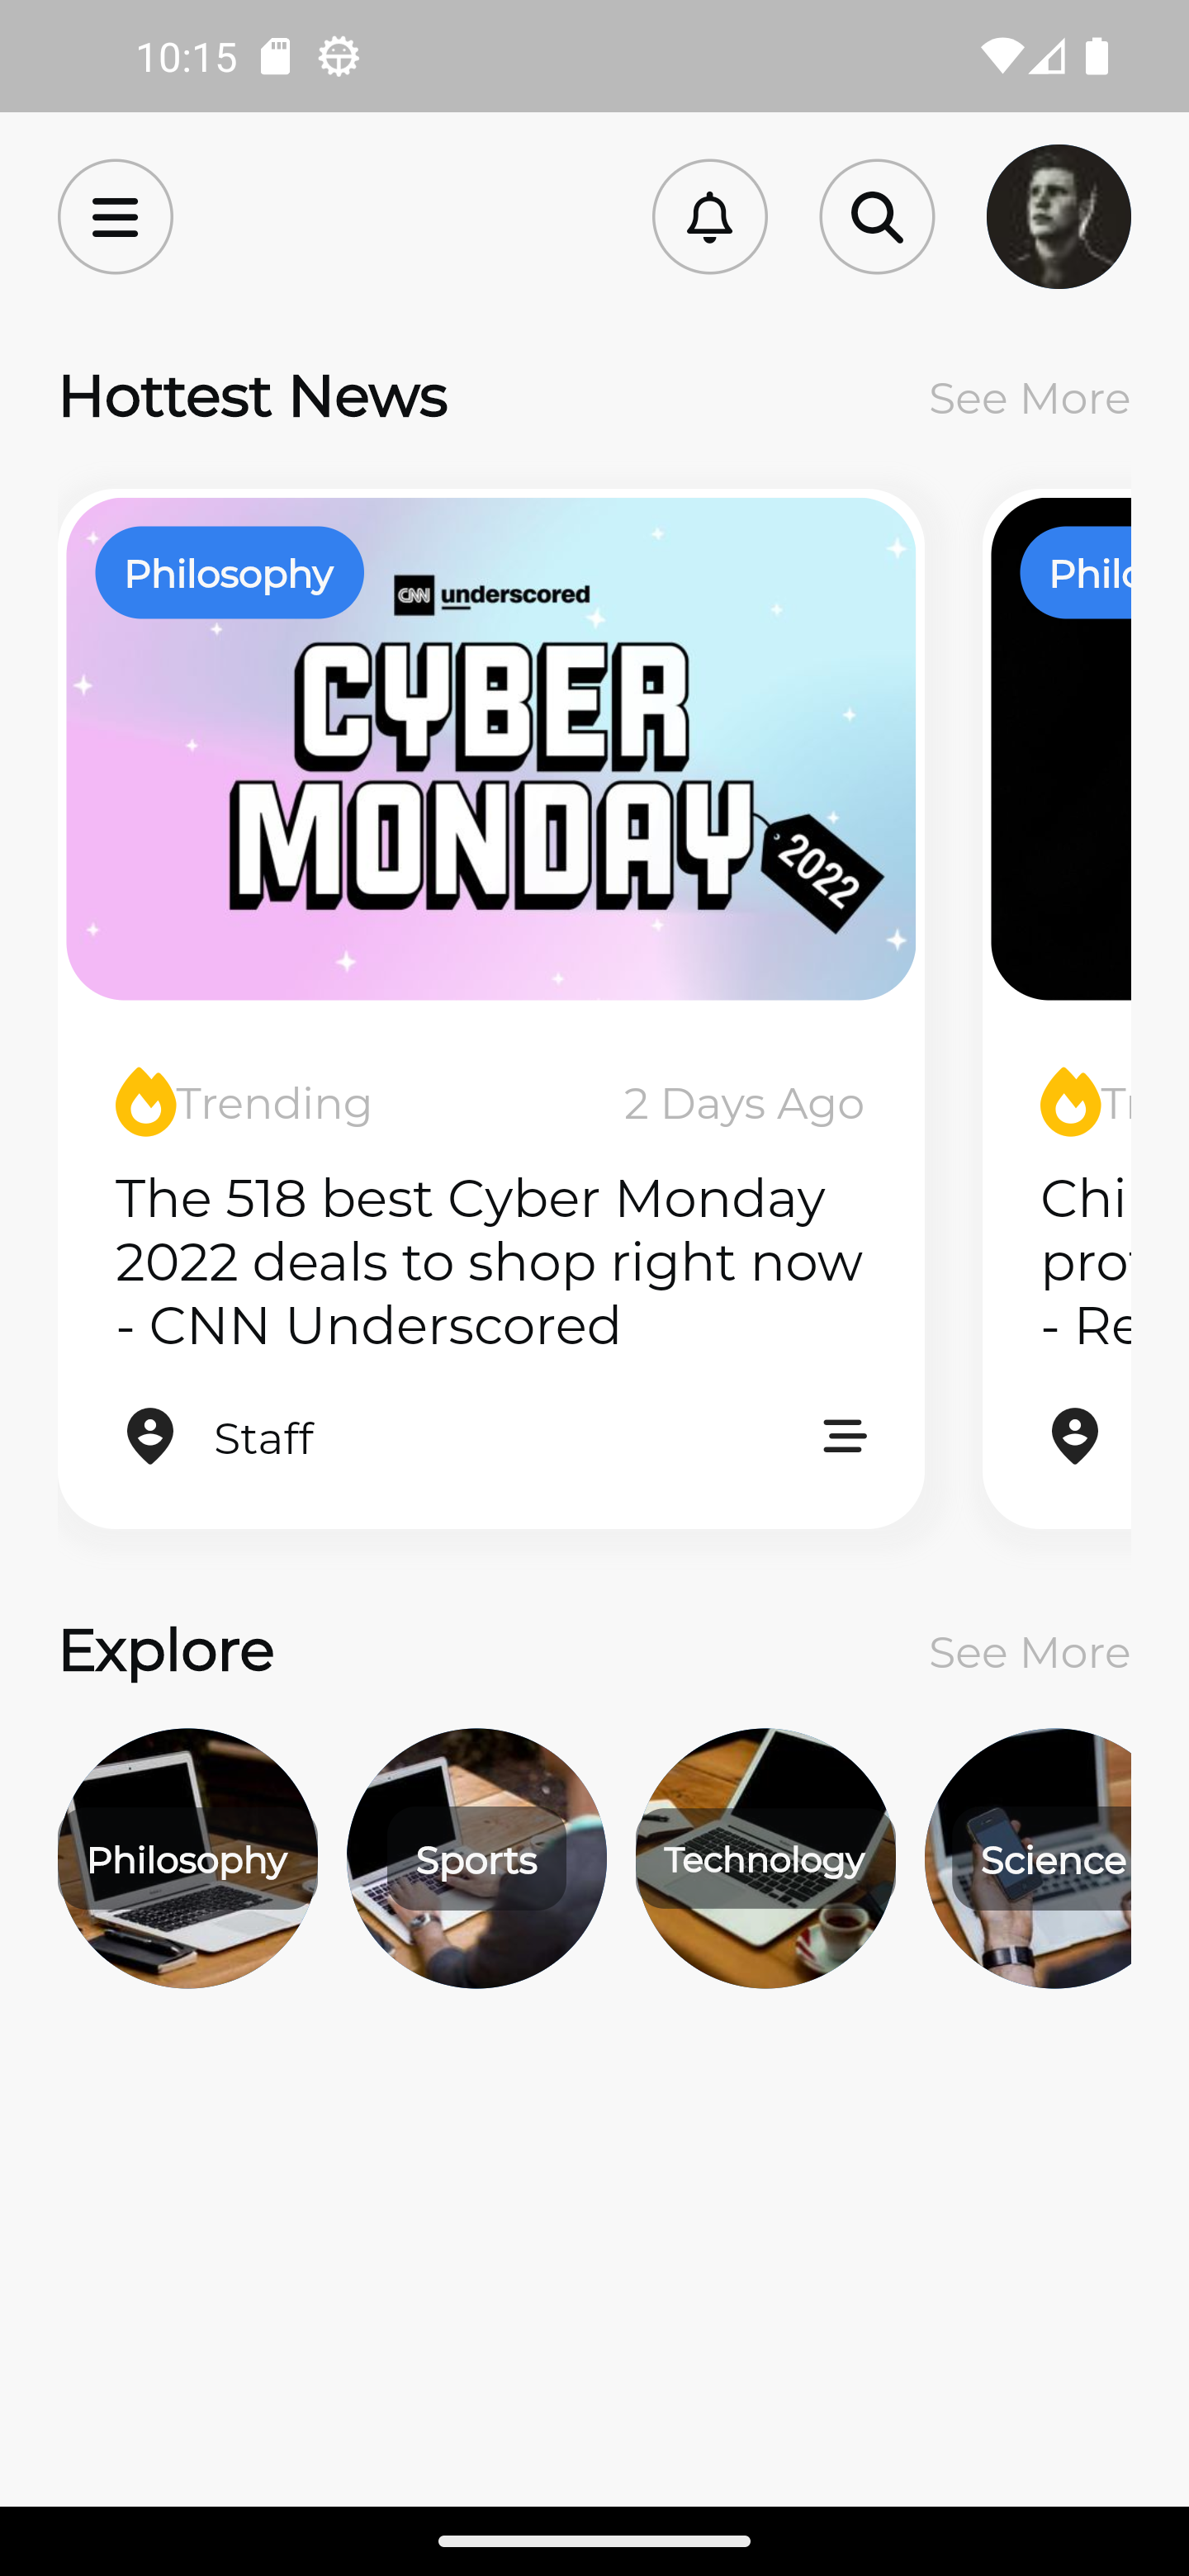 10:15
Hottest News
See More
Philosophy
CNN underscored
CYBER
MONDAY
2022
Trending
2 Days Ago
The 518 best Cyber Monday
2022 deals to shop right now
- CNN Underscored
Staff
Explore
See More
Philosophy
Sports
Technology
Science